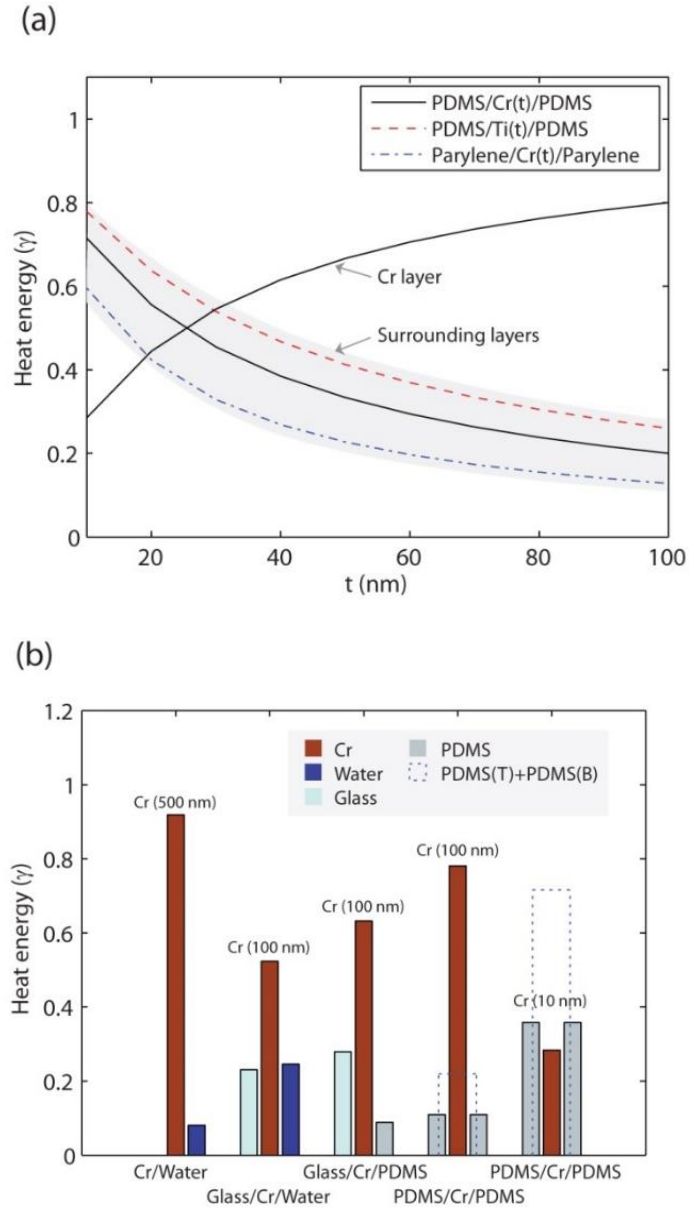 (a)
PDMS/Cr(t)/PDMS
PDMS/Ti(t)/PDMS
Parylene/Cr(t)/Parylene
Heat energy (γ)
1
0.8
0.6
0.4
0.2
0
Cr layer
Surrounding layers
20
40
60
80
100
t (nm)
(b)
Heat energy (γ)
1.2
1
0.8
0.6
0.4
0.2
0
Cr
Water
Glass
PDMS
PDMS(T)+PDMS(B)
Cr (500 nm)
Cr (100 nm)
Cr (100 nm)
Cr (100 nm)
Cr (10 nm)
Cr/Water
Glass/Cr/Water
Glass/Cr/PDMS
PDMS/Cr/PDMS
PDMS/Cr/PDMS